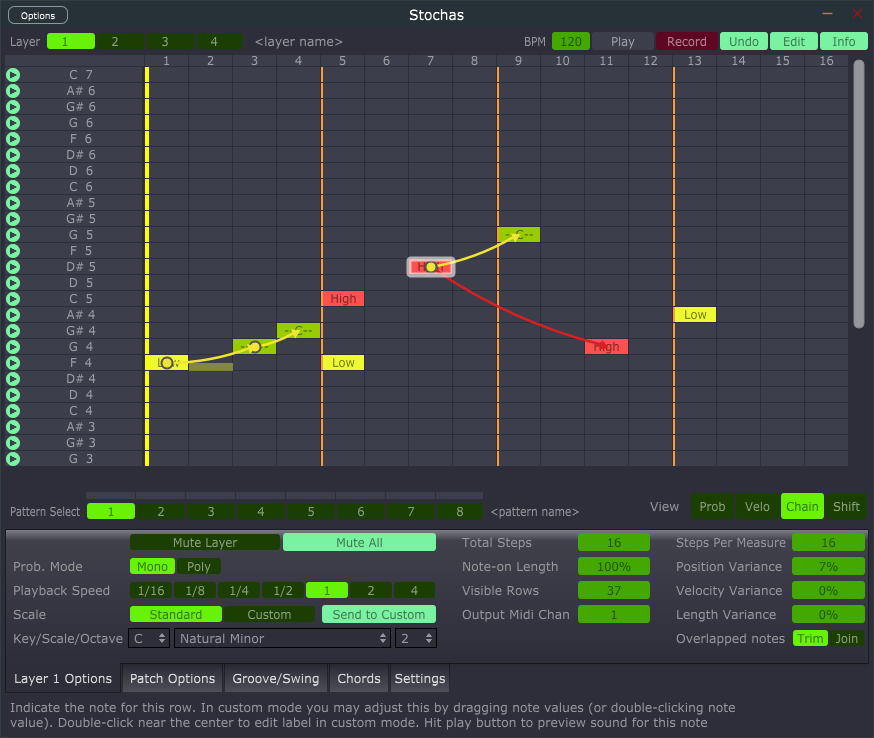 Options
Stochas
Layer 1 2 3 4 <layer name> BPM 120 Play Record Undo Edit Info
1 2 3 4 5 6 7 8 9 10 11 12 13 14 15 16
C 7
A# 6
G# 6
G 6
F 6
D# 6
D 6
C 6
A# 5
G# 5
G 5 --C--
F 5
D# 5
D 5
C 5 High
A# 4 Low
G# 4 --C--
G 4 High
F 4 Low Low
D# 4
D 4
C 4
A# 3
G# 3
G 3
Pattern Select 1 2 3 4 5 6 7 8 <pattern name> View Prob Velo Chain Shift
Mute Layer Mute All Total Steps 16 Steps Per Measure 16
Prob. Mode Mono Poly Note-on Length 100% Position Variance 7%
Playback Speed 1/16 1/8 1/4 1/2 1 2 4 Visible Rows 37 Velocity Variance 0%
Scale Standard Custom Send to Custom Output Midi Chan 1 Length Variance 0%
Key/Scale/Octave C Natural Minor 2 Overlapped notes Trim Join
Layer 1 Options Patch Options Groove/Swing Chords Settings
Indicate the note for this row. In custom mode you may adjust this by dragging note values (or double-clicking note
value). Double-click near the center to edit label in custom mode. Hit play button to preview sound for this note